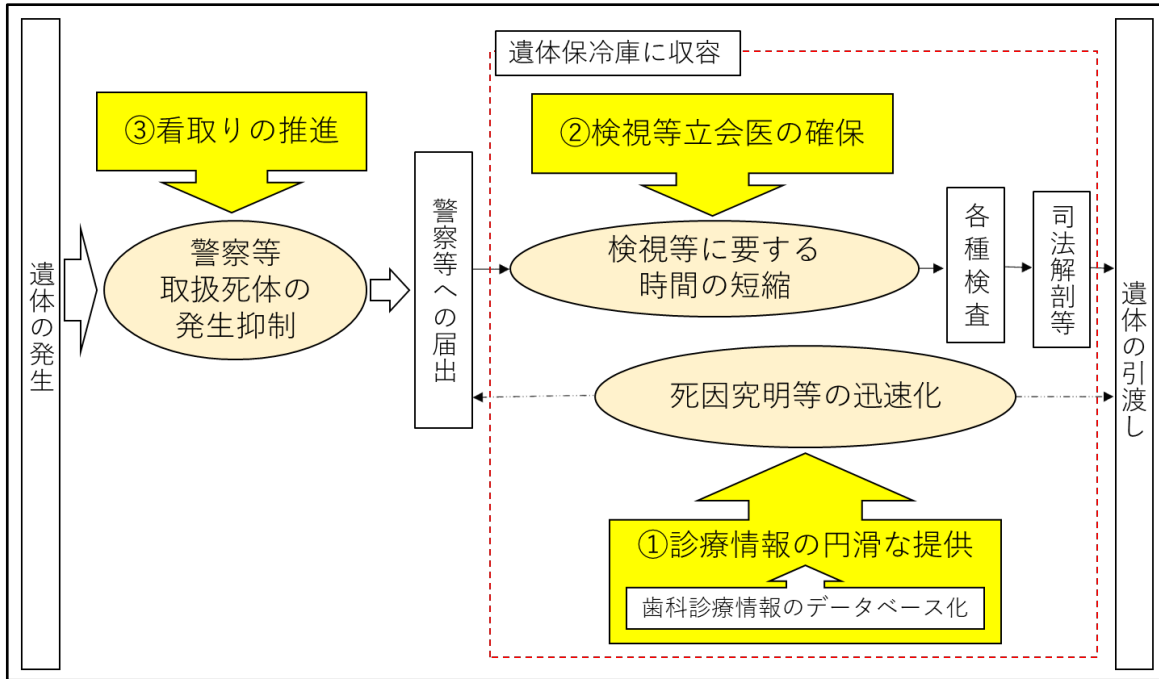 遺体の発生
③看取りの推進
警察等
取扱死体の
発生抑制
警察等への届出
遺体保冷庫に収容
②検視等立会医の確保
検視等に要する
時間の短縮
各種検査
司法解剖等
死因究明等の迅速化
①診療情報の円滑な提供
歯科診療情報のデータベース化
遺体の引渡し